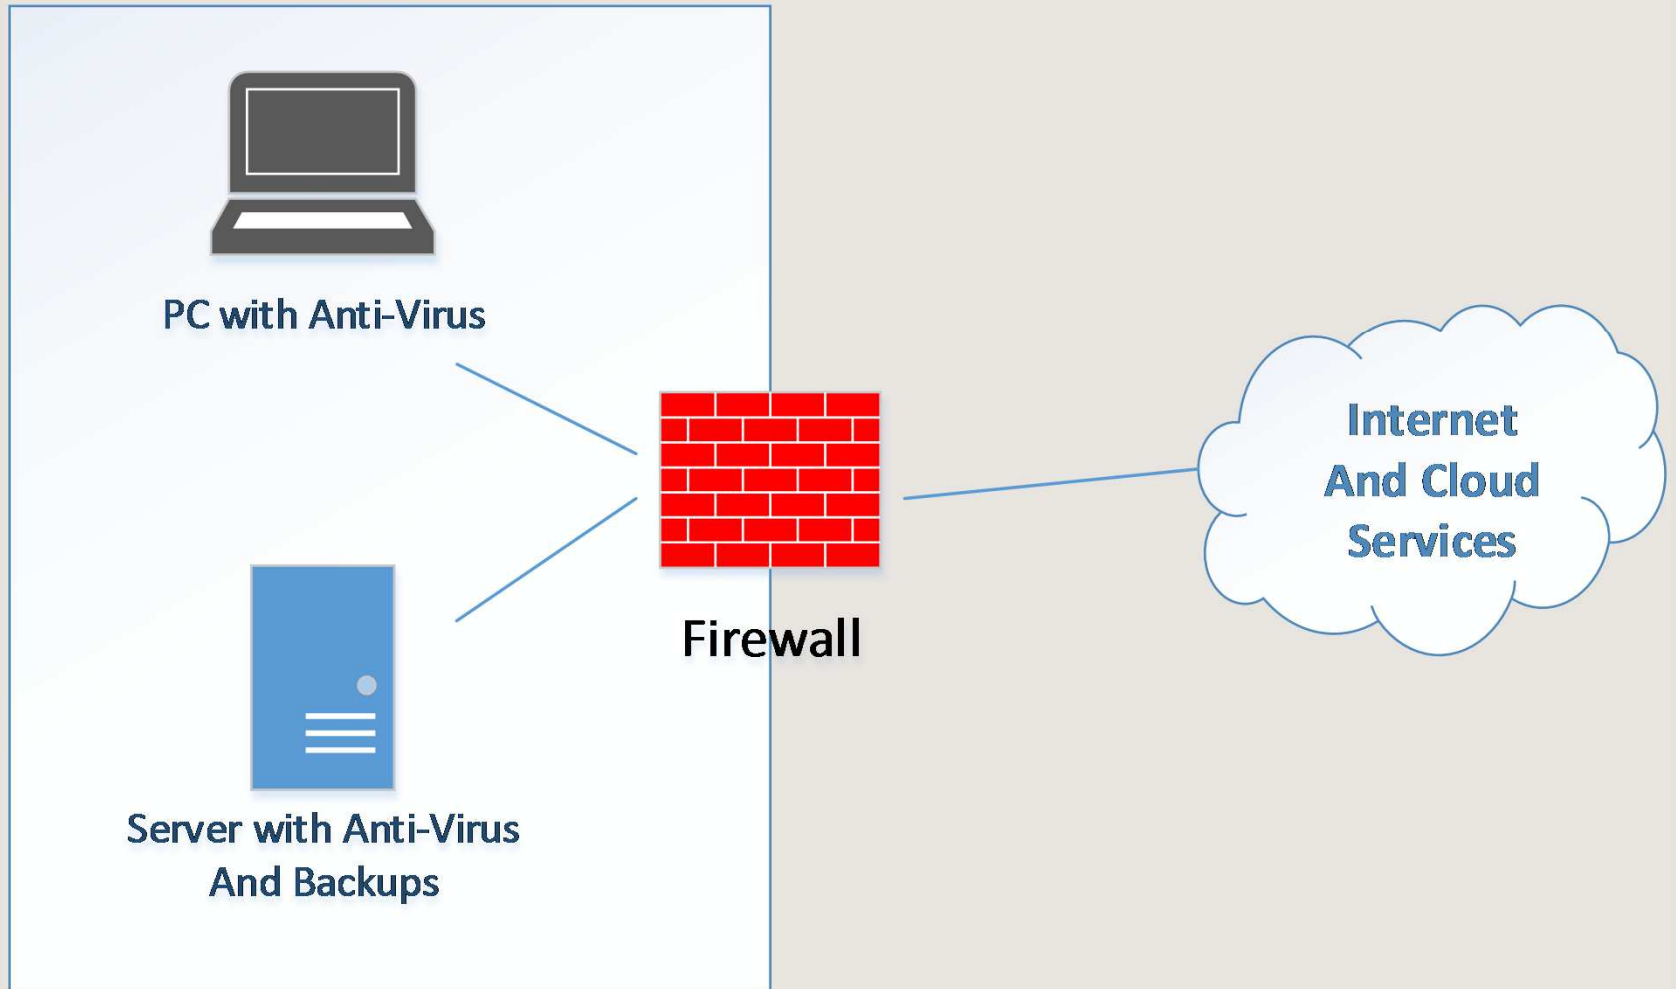 PC with Anti-Virus
Firewall
Internet
And Cloud
Services
Server with Anti-Virus
And Backups